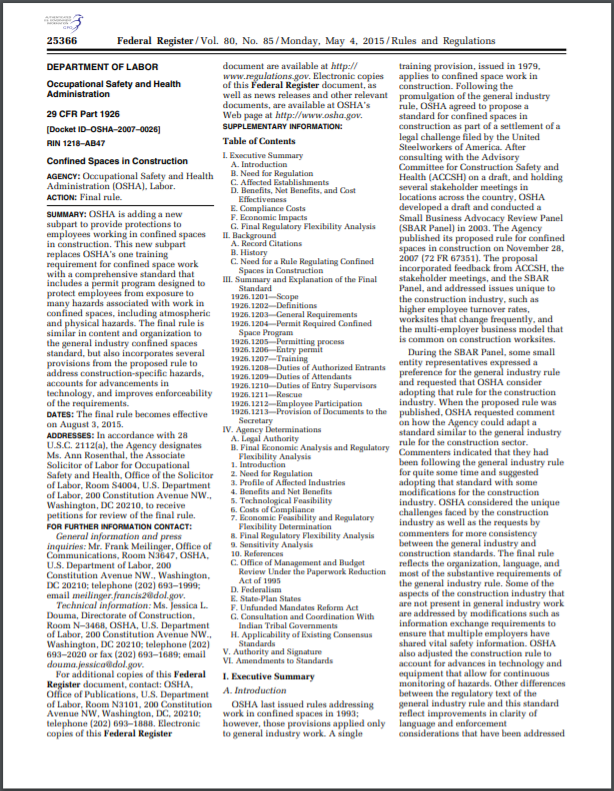 25366 Federal Register / Vol. 80, No. 85 / Monday, May 4, 2015 / Rules and Regulations
DEPARTMENT OF LABOR
Occupational Safety and Health
Administration
29 CFR Part 1926
[Docket ID–OSHA–2007–0026]
RIN 1218–AB47
Confined Spaces in Construction
AGENCY: Occupational Safety and Health
Administration (OSHA), Labor.
ACTION: Final rule.
SUMMARY: OSHA is adding a new
subpart to provide protections to
employees working in confined spaces
in construction. This new subpart
replaces OSHA's one training
requirement for confined space work
with a comprehensive standard that
includes a permit program designed to
protect employees from exposure to
many hazards associated with work in
confined spaces, including atmospheric
and physical hazards. The final rule is
similar in content and organization to
the general industry confined spaces
standard, but also incorporates several
provisions from the proposed rule to
address construction-specific hazards,
accounts for advancements in
technology, and improves enforceability
of the requirements.
DATES: The final rule becomes effective
on August 3, 2015.
ADDRESSES: In accordance with 28
U.S.C. 2112(a), the Agency designates
Ms. Ann Rosenthal, the Associate
Solicitor of Labor for Occupational
Safety and Health, Office of the Solicitor
of Labor, Room S4004, U.S. Department
of Labor, 200 Constitution Avenue NW.,
Washington, DC 20210, to receive
petitions for review of the final rule.
FOR FURTHER INFORMATION CONTACT:
General information and press
inquiries: Mr. Frank Meilinger, Office of
Communications, Room N3647, OSHA,
U.S. Department of Labor, 200
Constitution Avenue NW., Washington,
DC 20210; telephone (202) 693–1999;
email meilinger.francis2@dol.gov.
Technical information: Ms. Jessica L.
Douma, Directorate of Construction,
Room N–3468, OSHA, U.S. Department
of Labor, 200 Constitution Avenue NW.,
Washington, DC 20210; telephone (202)
693–2020 or fax (202) 693–1689; email
douma.jessica@dol.gov.
For additional copies of this Federal
Register document, contact: OSHA,
Office of Publications, U.S. Department
of Labor, Room N3101, 200 Constitution
Avenue NW, Washington, DC, 20210;
telephone (202) 693–1888. Electronic
copies of this Federal Register
document are available at http://
www.regulations.gov. Electronic copies
of this Federal Register document, as
well as news releases and other relevant
documents, are available at OSHA's
Web page at http://www.osha.gov.
SUPPLEMENTARY INFORMATION:
Table of Contents
I. Executive Summary
A. Introduction
B. Need for Regulation
C. Affected Establishments
D. Benefits, Net Benefits, and Cost
Effectiveness
E. Compliance Costs
F. Economic Impacts
G. Final Regulatory Flexibility Analysis
II. Background
A. Record Citations
B. History
C. Need for a Rule Regulating Confined
Spaces in Construction
III. Summary and Explanation of the Final
Standard
1926.1201—Scope
1926.1202—Definitions
1926.1203—General Requirements
1926.1204—Permit Required Confined
Space Program
1926.1205—Permitting process
1926.1206—Entry permit
1926.1207—Training
1926.1208—Duties of Authorized Entrants
1926.1209—Duties of Attendants
1926.1210—Duties of Entry Supervisors
1926.1211—Rescue
1926.1212—Employee Participation
1926.1213—Provision of Documents to the
Secretary
IV. Agency Determinations
A. Legal Authority
B. Final Economic Analysis and Regulatory
Flexibility Analysis
1. Introduction
2. Need for Regulation
3. Profile of Affected Industries
4. Benefits and Net Benefits
5. Technological Feasibility
6. Costs of Compliance
7. Economic Feasibility and Regulatory
Flexibility Determination
8. Final Regulatory Flexibility Analysis
9. Sensitivity Analysis
10. References
C. Office of Management and Budget
Review Under the Paperwork Reduction
Act of 1995
D. Federalism
E. State-Plan States
F. Unfunded Mandates Reform Act
G. Consultation and Coordination With
Indian Tribal Governments
H. Applicability of Existing Consensus
Standards
V. Authority and Signature
VI. Amendments to Standards
I. Executive Summary
A. Introduction
OSHA last issued rules addressing
work in confined spaces in 1993;
however, those provisions applied only
to general industry work. A single
training provision, issued in 1979,
applies to confined space work in
construction. Following the
promulgation of the general industry
rule, OSHA agreed to propose a
standard for confined spaces in
construction as part of a settlement of a
legal challenge filed by the United
Steelworkers of America. After
consulting with the Advisory
Committee for Construction Safety and
Health (ACCSH) on a draft, and holding
several stakeholder meetings in
locations across the country, OSHA
developed a draft and conducted a
Small Business Advocacy Review Panel
(SBAR Panel) in 2003. The Agency
published its proposed rule for confined
spaces in construction on November 28,
2007 (72 FR 67351). The proposal
incorporated feedback from ACCSH, the
stakeholder meetings, and the SBAR
Panel, and addressed issues unique to
the construction industry, such as
higher employee turnover rates,
worksites that change frequently, and
the multi-employer business model that
is common on construction worksites.
During the SBAR Panel, some small
entity representatives expressed a
preference for the general industry rule
and requested that OSHA consider
adopting that rule for the construction
industry. When the proposed rule was
published, OSHA requested comment
on how the Agency could adapt a
standard similar to the general industry
rule for the construction sector.
Commenters indicated that they had
been following the general industry rule
for quite some time and suggested
adopting that standard with some
modifications for the construction
industry. OSHA considered the unique
challenges faced by the construction
industry as well as the requests by
commenters for more consistency
between the general industry and
construction standards. The final rule
reflects the organization, language, and
most of the substantive requirements of
the general industry rule. Some of the
aspects of the construction industry that
are not present in general industry work
are addressed by modifications such as
information exchange requirements to
ensure that multiple employers have
shared vital safety information. OSHA
also adjusted the construction rule to
account for advances in technology and
equipment that allow for continuous
monitoring of hazards. Other differences
between the regulatory text of the
general industry rule and this standard
reflect improvements in clarity of
language and enforcement
considerations that have been addressed